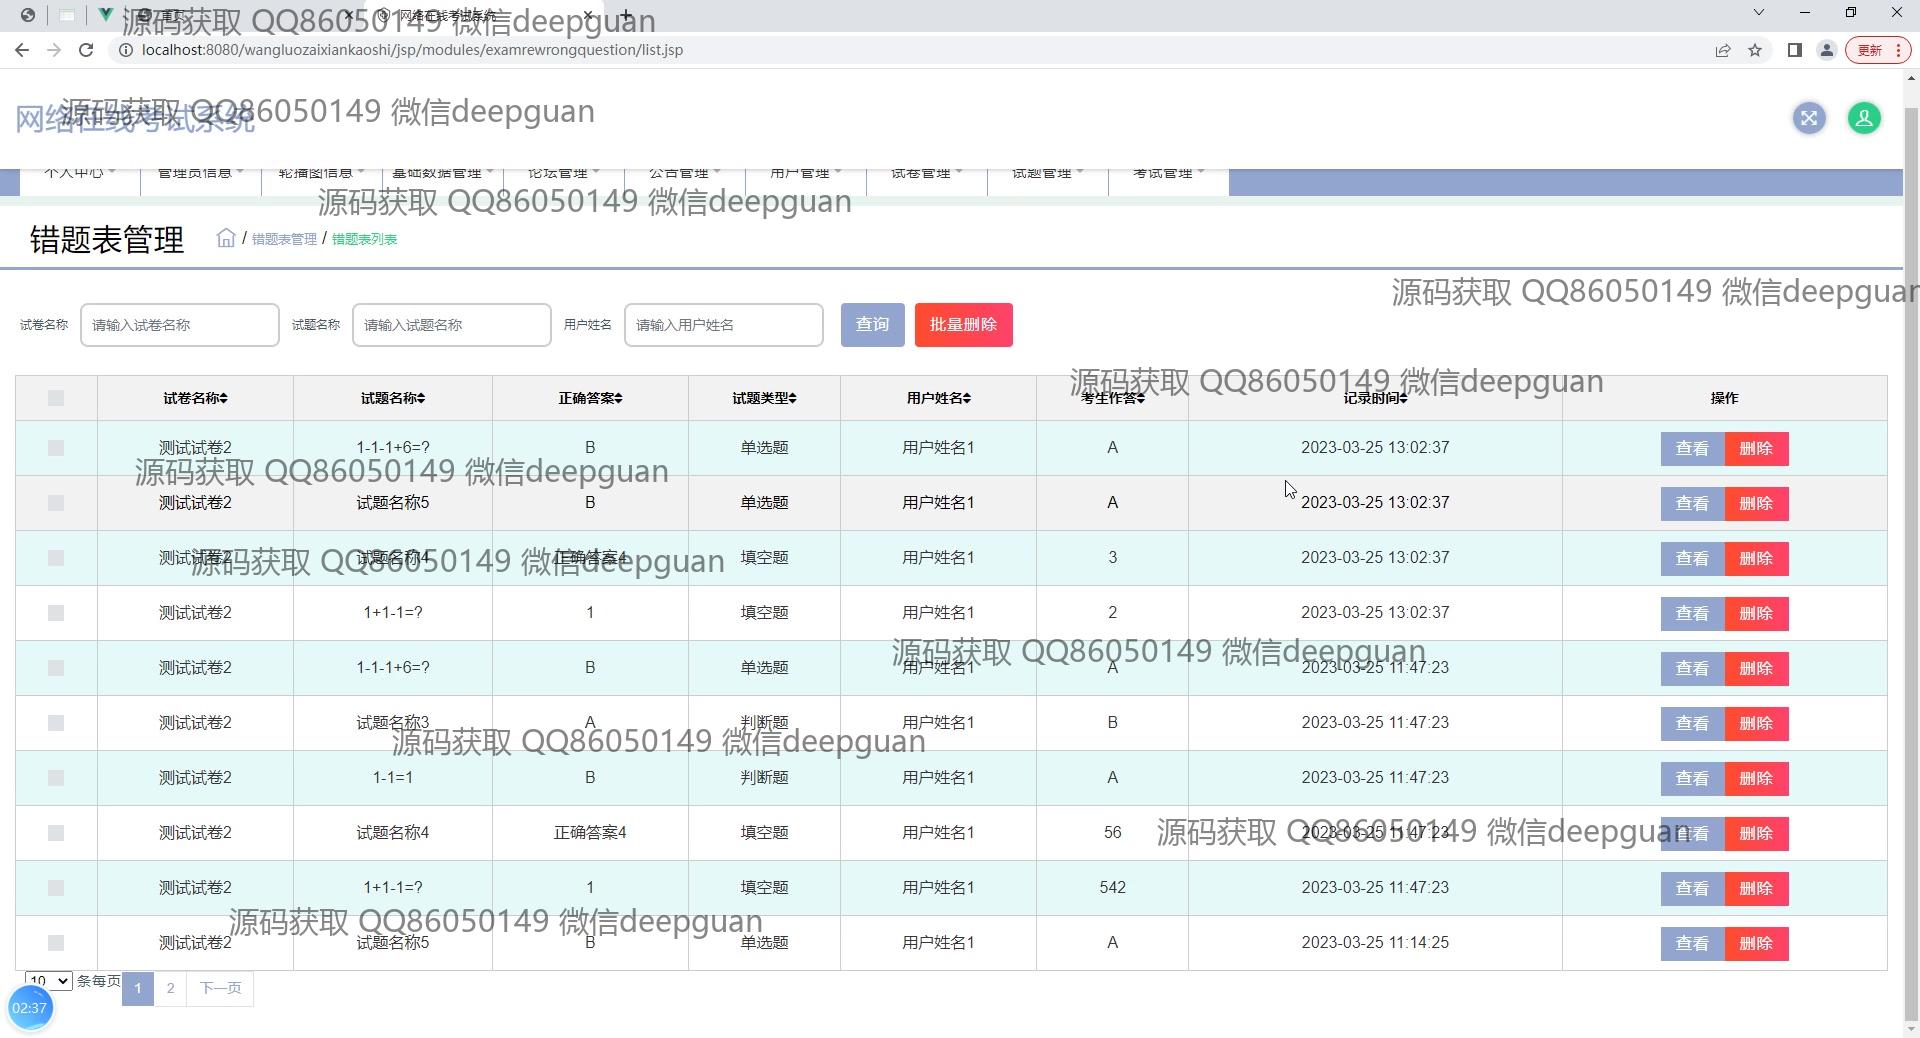 首页
网络在线考试系统
源码获取 QQ86050149 微信deepguan
localhost:8080/wangluozaixiankaoshi/jsp/modules/examrewrongquestion/list.jsp
更新
网络在线考试系统
源码获取 QQ86050149 微信deepguan
个人中心 管理员信息 轮播图信息 基础数据管理 论坛管理 公告管理 用户管理 试卷管理 试题管理 考试管理
源码获取 QQ86050149 微信deepguan
错题表管理 / 错题表管理 / 错题表列表
源码获取 QQ86050149 微信deepguan
试卷名称 请输入试卷名称 试题名称 请输入试题名称 用户姓名 请输入用户姓名 查询 批量删除
源码获取 QQ86050149 微信deepguan
试卷名称 试题名称 正确答案 试题类型 用户姓名 考生作答 记录时间 操作
测试试卷2 1-1-1+6=? B 单选题 用户姓名1 A 2023-03-25 13:02:37 查看 删除
源码获取 QQ86050149 微信deepguan
测试试卷2 试题名称5 B 单选题 用户姓名1 A 2023-03-25 13:02:37 查看 删除
测试试卷2 试题名称4 正确答案4 填空题 用户姓名1 3 2023-03-25 13:02:37 查看 删除
源码获取 QQ86050149 微信deepguan
测试试卷2 1+1-1=? 1 填空题 用户姓名1 2 2023-03-25 13:02:37 查看 删除
源码获取 QQ86050149 微信deepguan
测试试卷2 1-1-1+6=? B 单选题 用户姓名1 A 2023-03-25 11:47:23 查看 删除
测试试卷2 试题名称3 A 判断题 用户姓名1 B 2023-03-25 11:47:23 查看 删除
源码获取 QQ86050149 微信deepguan
测试试卷2 1-1=1 B 判断题 用户姓名1 A 2023-03-25 11:47:23 查看 删除
测试试卷2 试题名称4 正确答案4 填空题 用户姓名1 56 2023-03-25 11:47:23 查看 删除
源码获取 QQ86050149 微信deepguan
测试试卷2 1+1-1=? 1 填空题 用户姓名1 542 2023-03-25 11:47:23 查看 删除
源码获取 QQ86050149 微信deepguan
测试试卷2 试题名称5 B 单选题 用户姓名1 A 2023-03-25 11:14:25 查看 删除
10 条每页 1 2 下一页
02:37